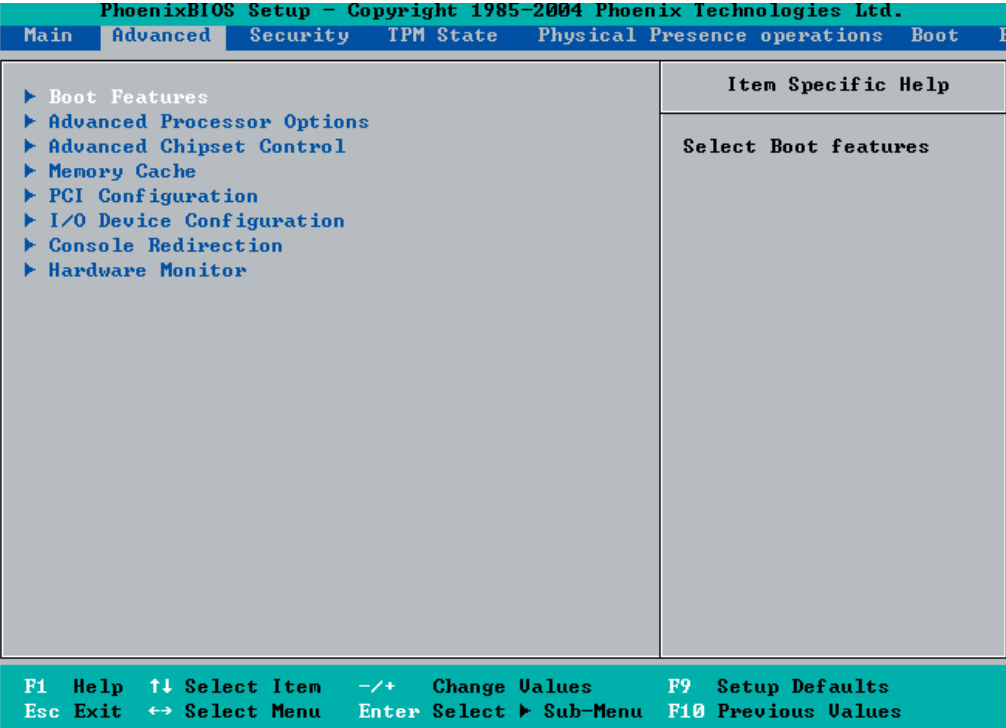 PhoenixBIOS Setup – Copyright 1985-2004 Phoenix Technologies Ltd.
Main Advanced Security TPM State Physical Presence operations Boot
Boot Features
Advanced Processor Options
Advanced Chipset Control
Memory Cache
PCI Configuration
I/O Device Configuration
Console Redirection
Hardware Monitor
Item Specific Help
Select Boot features
F1 Help ↑↓ Select Item -/+ Change Values F9 Setup Defaults
Esc Exit ↔ Select Menu Enter Select ▶ Sub-Menu F10 Previous Values